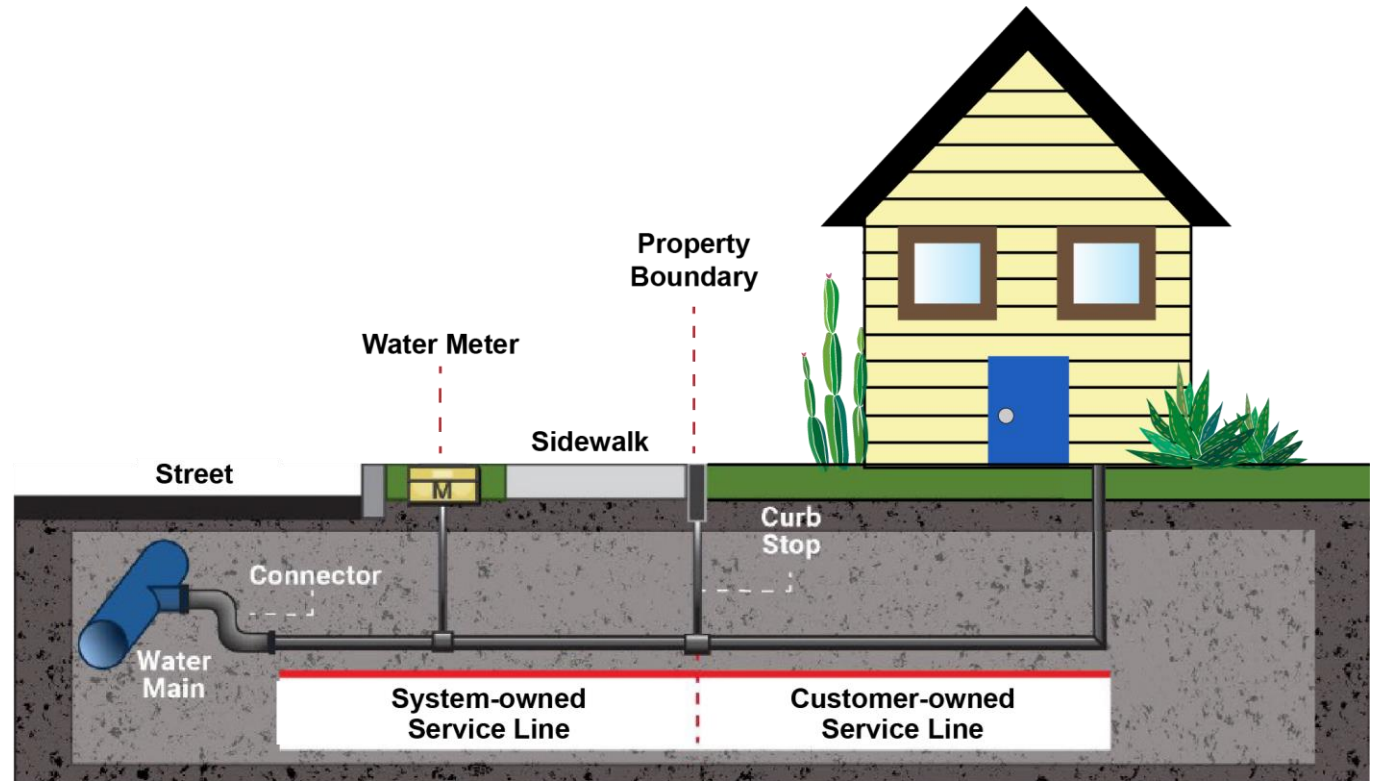 Property
Boundary
Water Meter
Sidewalk
Street
M
Curb
Stop
Connector
Water
Main
System-owned
Service Line
Customer-owned
Service Line